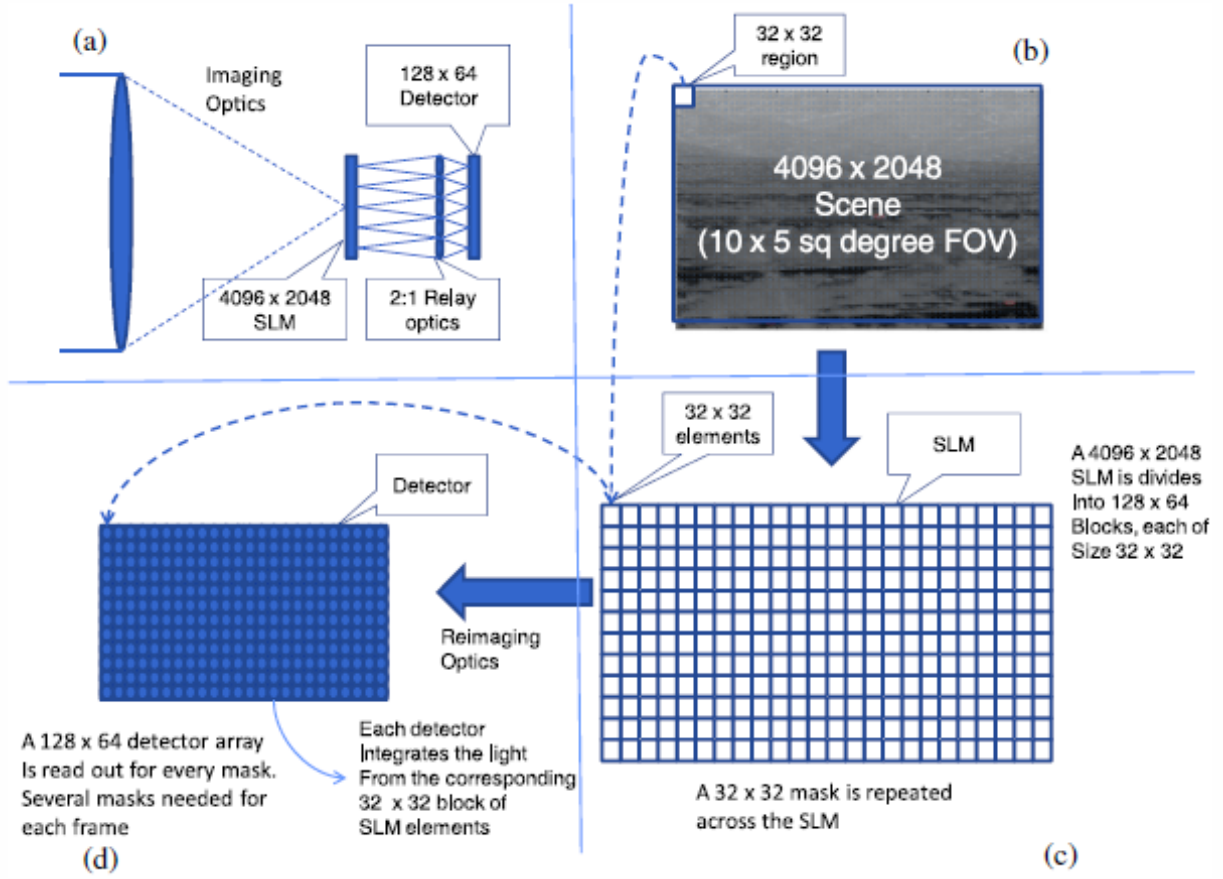 (a)
Imaging
Optics
128 x 64
Detector
4096 x 2048
SLM
2:1 Relay
optics
32 x 32
region
(b)
4096 x 2048
Scene
(10 x 5 sq degree FOV)
32 x 32
elements
SLM
A 4096 x 2048
SLM is divides
Into 128 x 64
Blocks, each of
Size 32 x 32
A 32 x 32 mask is repeated
across the SLM
(c)
Detector
Reimaging
Optics
A 128 x 64 detector array
Is read out for every mask.
Several masks needed for
each frame
Each detector
Integrates the light
From the corresponding
32 x 32 block of
SLM elements
(d)